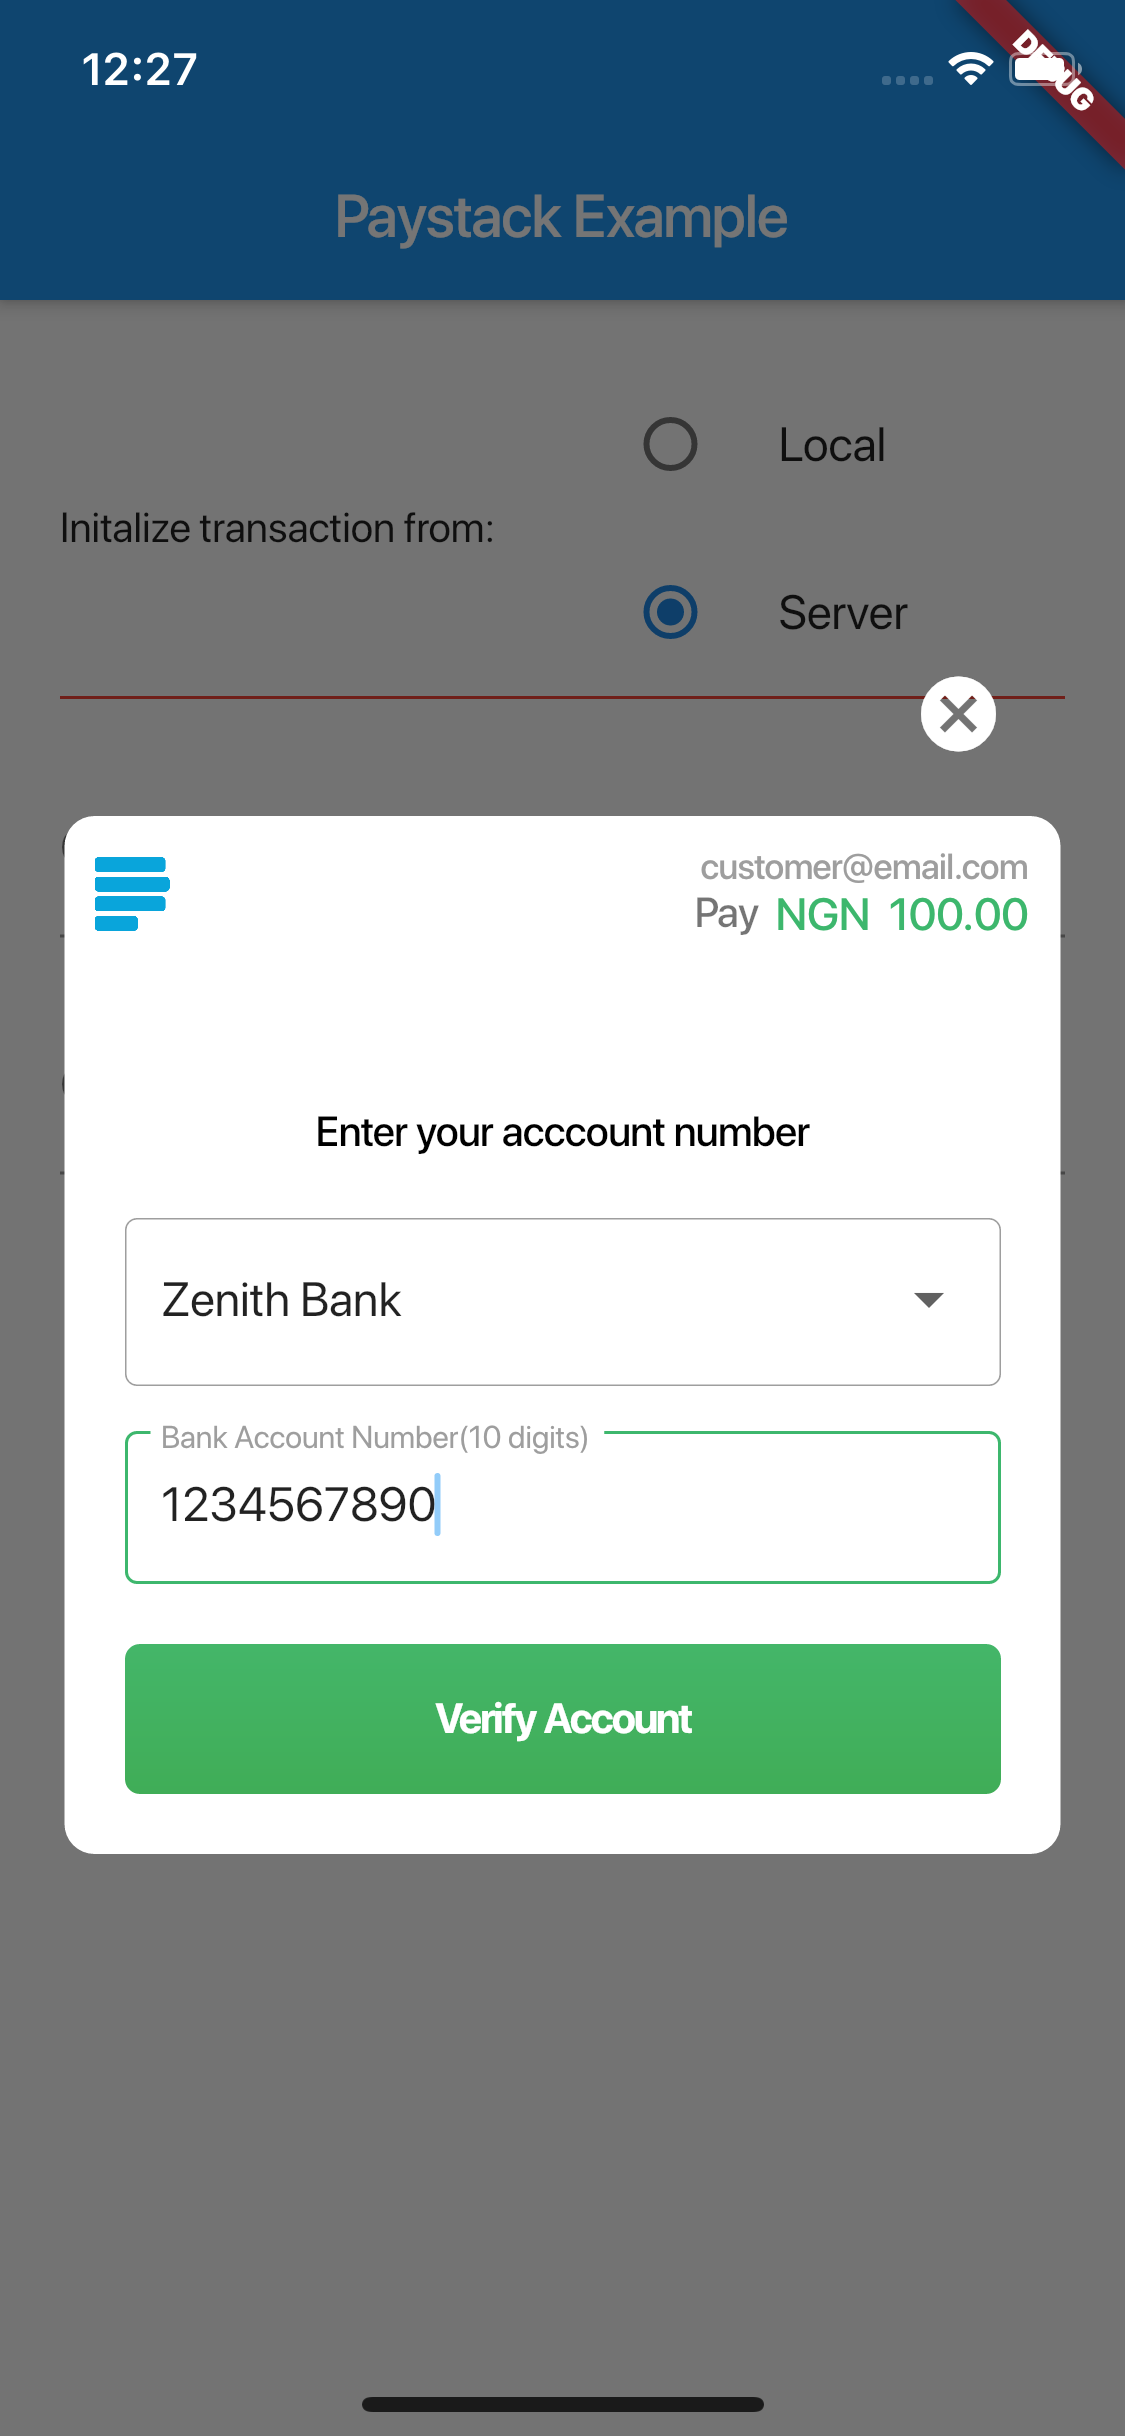 12:27
DEBUG
Paystack Example
Local
Initalize transaction from:
Server
customer@email.com
Pay NGN 100.00
Enter your acccount number
Zenith Bank
Bank Account Number(10 digits)
1234567890
Verify Account